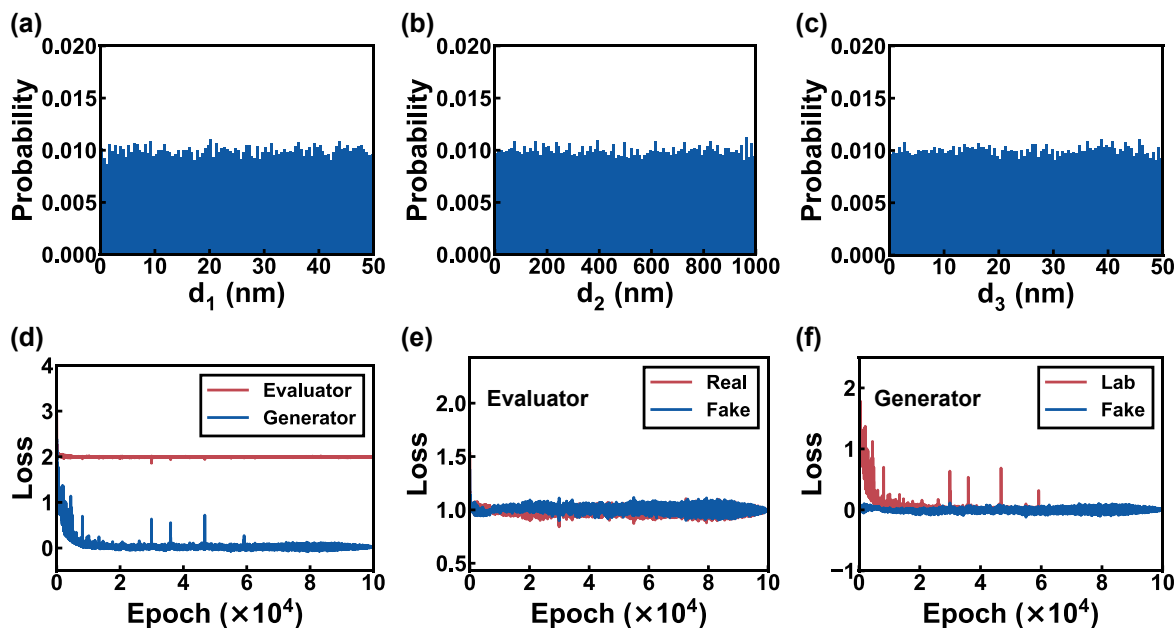 (a)
0.020
0.015
0.010
0.005
0.000
Probability
0 10 20 30 40 50
d₁ (nm)
(b)
0.020
0.015
0.010
0.005
0.000
Probability
0 200 400 600 800 1000
d₂ (nm)
(c)
0.020
0.015
0.010
0.005
0.000
Probability
0 10 20 30 40 50
d₃ (nm)
(d)
4
3
2
1
0
Loss
Evaluator
Generator
0 2 4 6 8 10
Epoch (×10⁴)
(e)
2.0
1.5
1.0
0.5
Loss
Evaluator
Real
Fake
0 2 4 6 8 10
Epoch (×10⁴)
(f)
2
1
0
−1
Loss
Generator
Lab
Fake
0 2 4 6 8 10
Epoch (×10⁴)